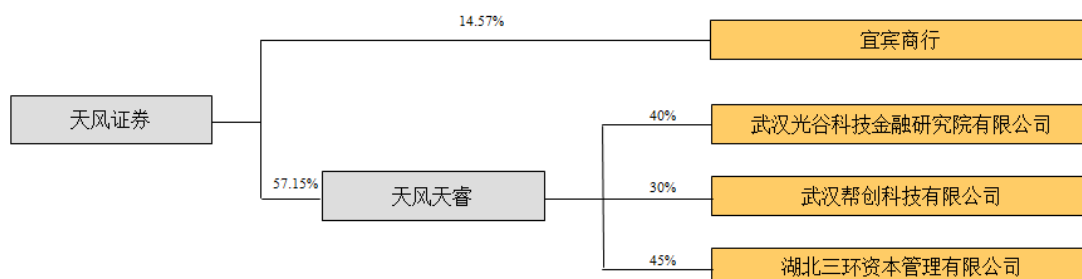 14.57%
宜宾商行
天风证券
40%
武汉光谷科技金融研究院有限公司
57.15%
天风天睿
30%
武汉帮创科技有限公司
45%
湖北三环资本管理有限公司